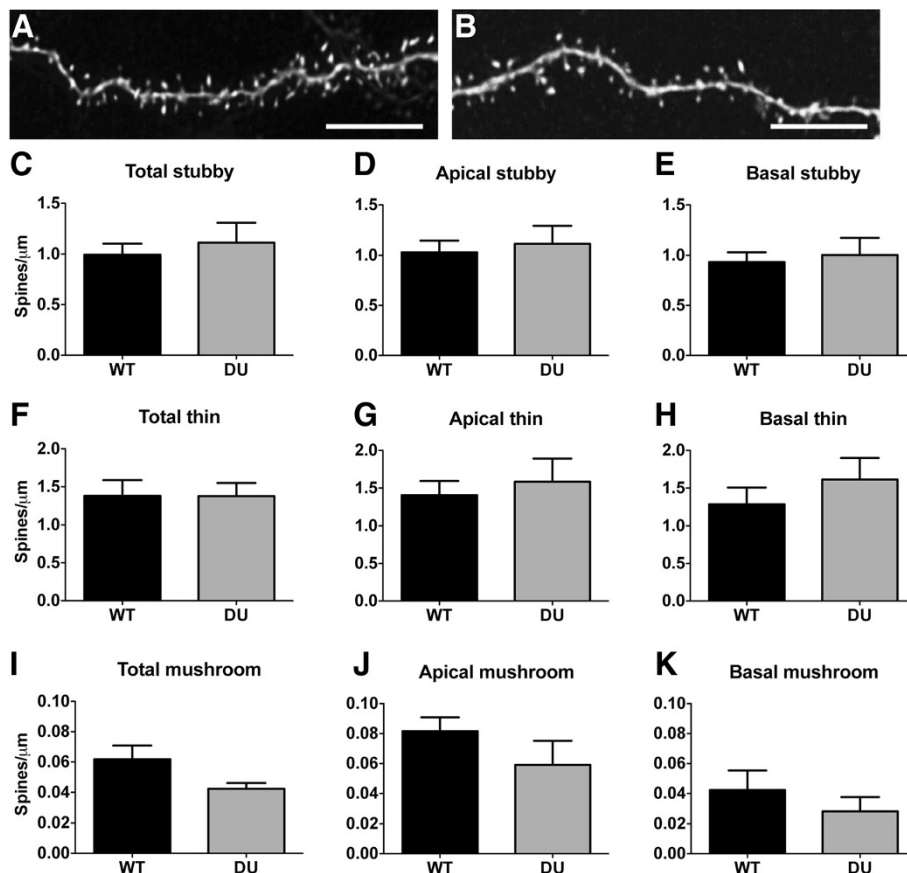 A
B
C
Total stubby
Spines/μm
1.5
1.0
0.5
0.0
WT
DU
D
Apical stubby
1.5
1.0
0.5
0.0
WT
DU
E
Basal stubby
1.5
1.0
0.5
0.0
WT
DU
F
Total thin
Spines/μm
2.0
1.5
1.0
0.5
0.0
WT
DU
G
Apical thin
2.0
1.5
1.0
0.5
0.0
WT
DU
H
Basal thin
2.0
1.5
1.0
0.5
0.0
WT
DU
I
Total mushroom
Spines/μm
0.10
0.08
0.06
0.04
0.02
0.00
WT
DU
J
Apical mushroom
0.10
0.08
0.06
0.04
0.02
0.00
WT
DU
K
Basal mushroom
0.10
0.08
0.06
0.04
0.02
0.00
WT
DU